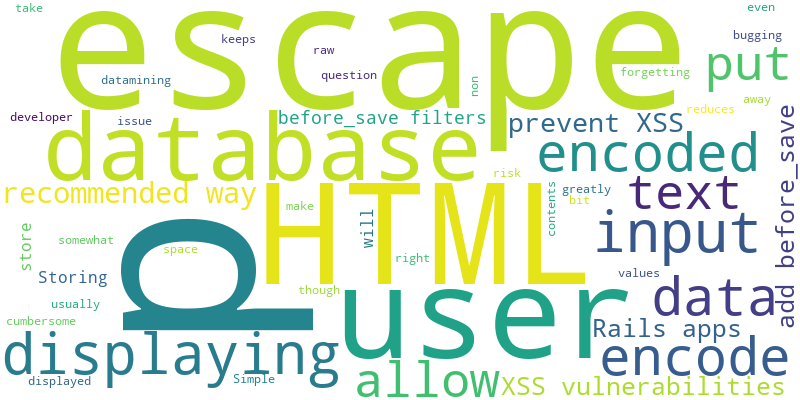 take
escape
even
keeps
bugging
raw
put
datamining
question
forgetting
non
away
developer
issue
before_save filters
reduces
database
prevent XSS
encoded
add before_save
recommended way
HTML
risk
text
contents
greatly
bit
p
make
will
input
store
somewhat
space
right
Storing
user
values
though
data
usually
cumbersome
Rails apps
displaying
encode
displayed
Simple
allow
XSS vulnerabilities